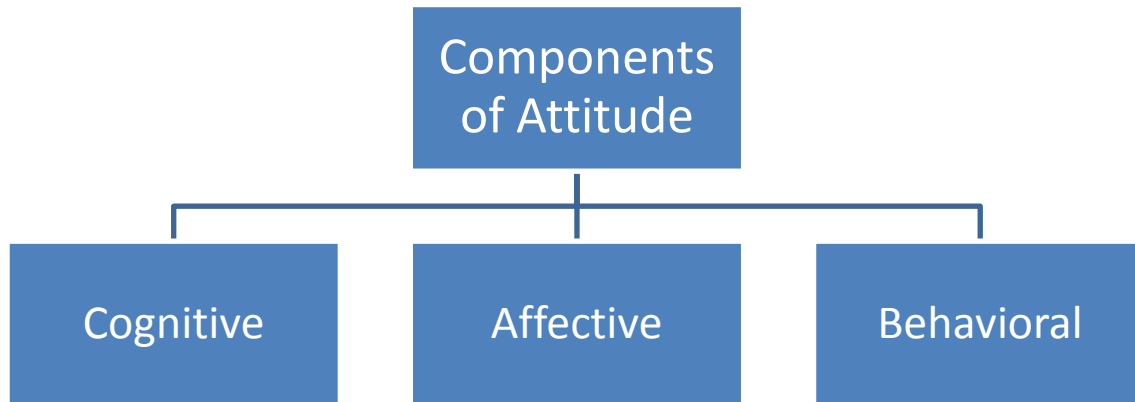 Components
of Attitude
Cognitive
Affective
Behavioral